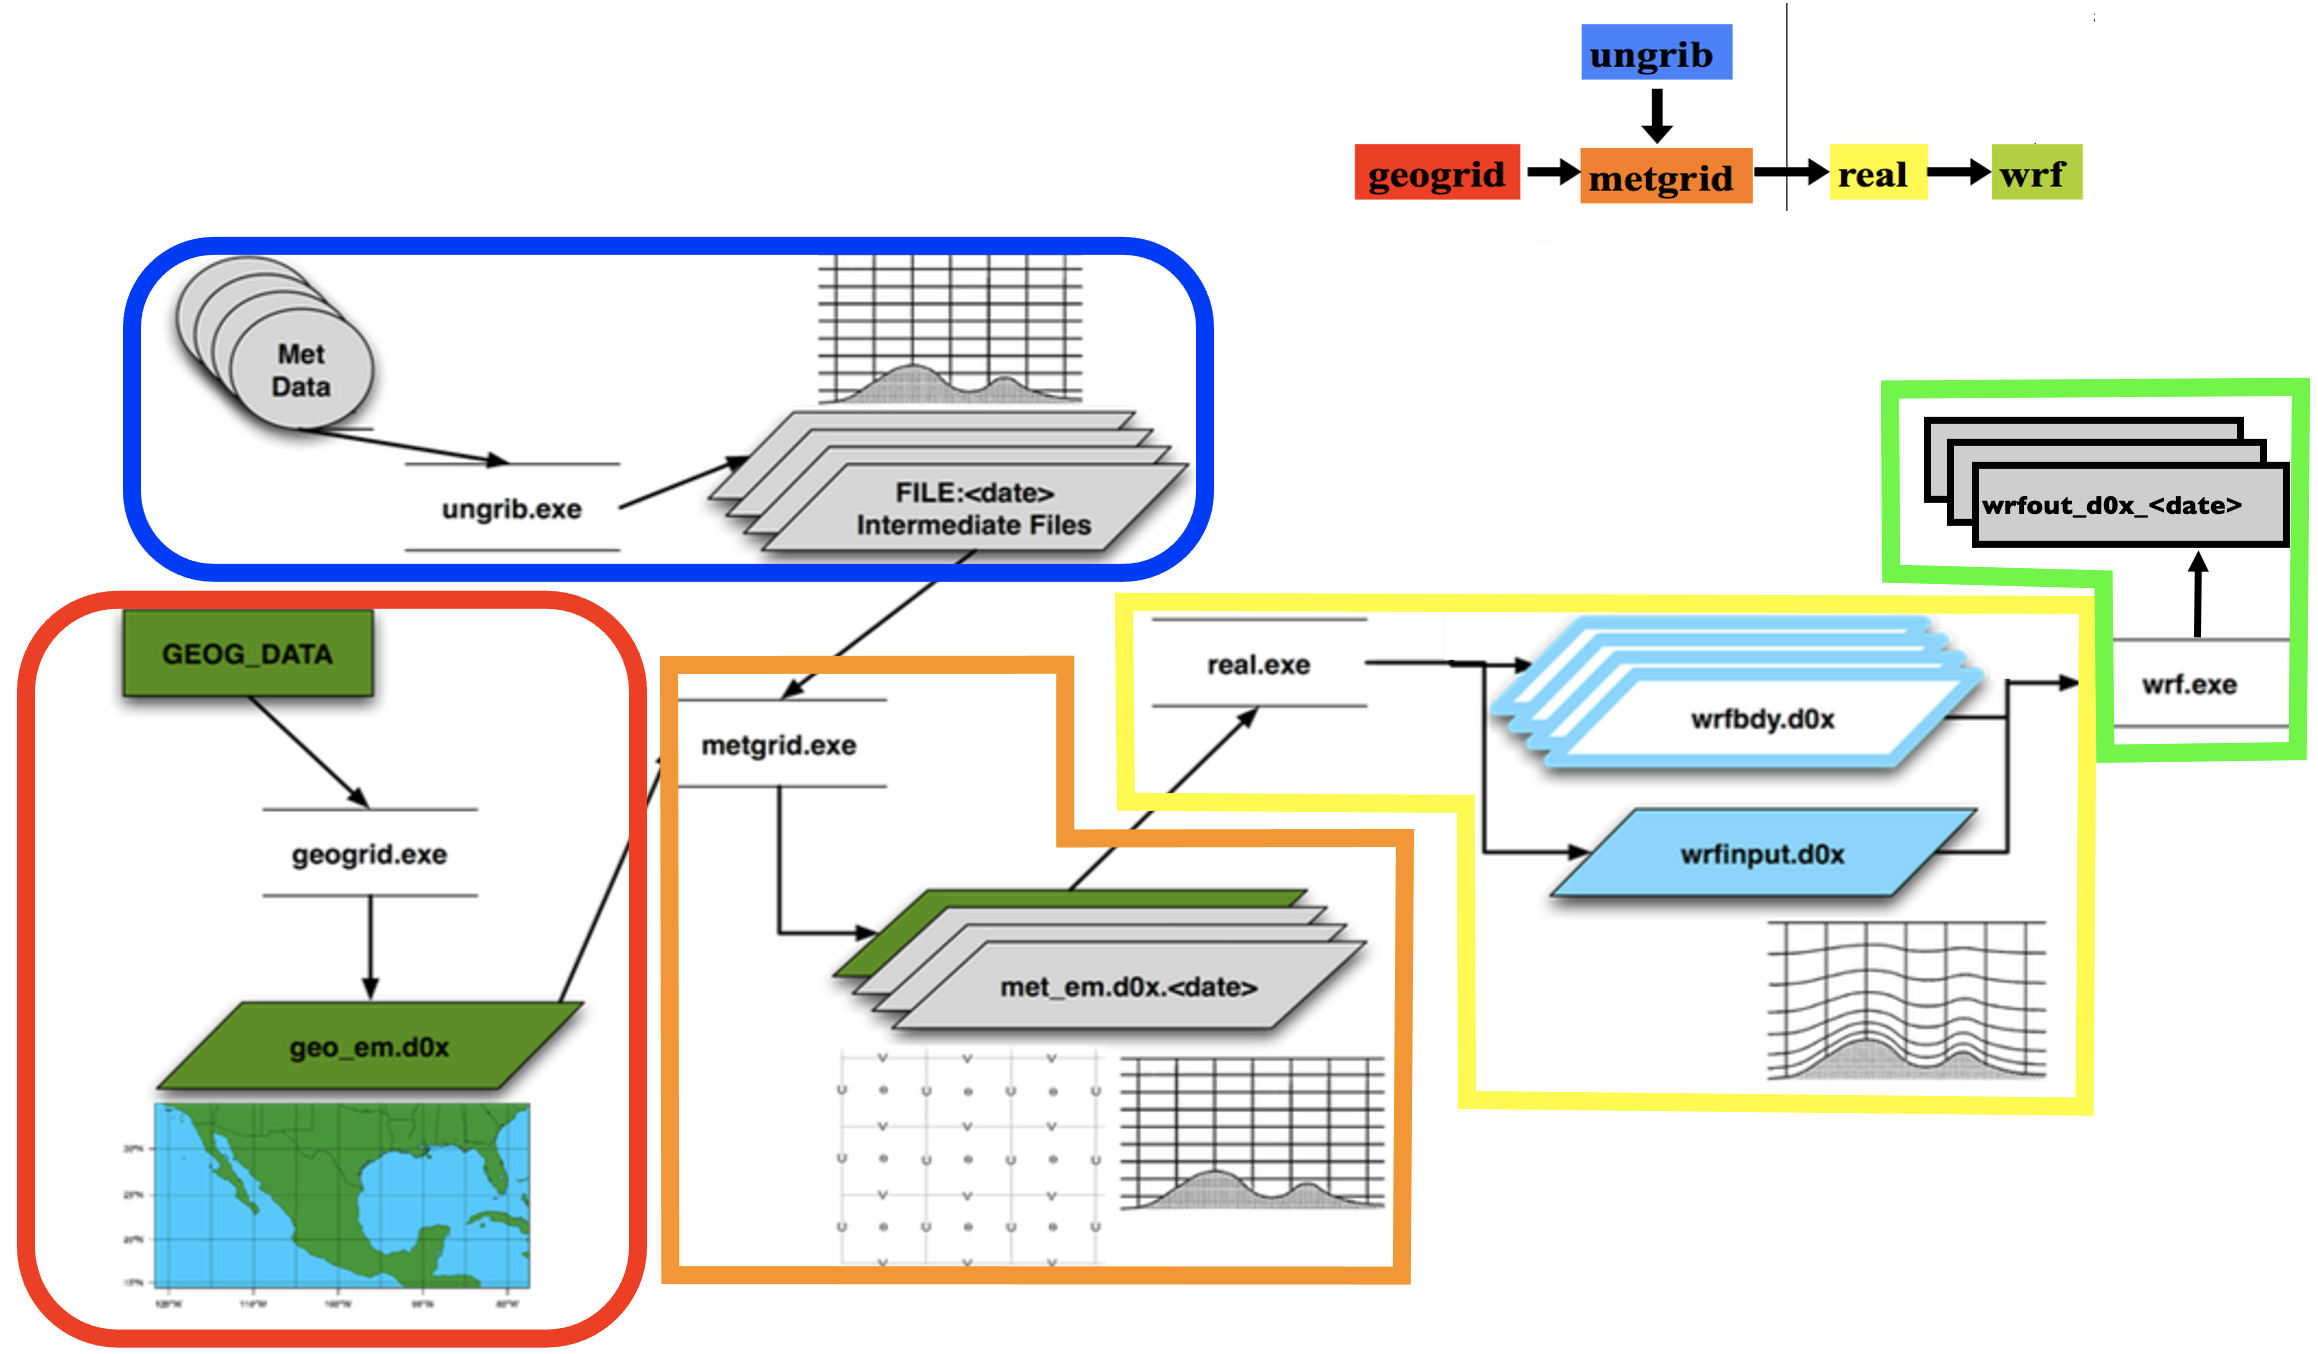 ungrib
geogrid
metgrid
real
wrf
Met
Data
ungrib.exe
FILE:<date>
Intermediate Files
wrfout_d0x_<date>
GEOG_DATA
real.exe
wrfbdy.d0x
wrf.exe
metgrid.exe
geogrid.exe
wrfinput.d0x
met_em.d0x.<date>
geo_em.d0x
v v v
u e u e u e u
v v v
u e u e u e u
v v v
u e u e u e u
v v v